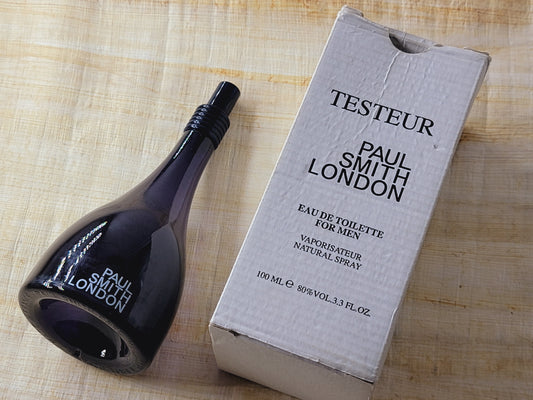 PAUL
SMITH
LONDON
TESTEUR
PAUL
SMITH
LONDON
EAU DE TOILETTE
FOR MEN
VAPORISATEUR
NATURAL SPRAY
100 ML ℮ 80%VOL.3,3 FL.OZ.